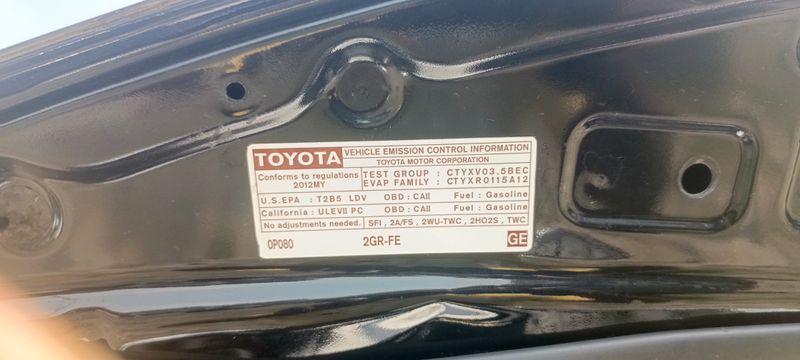 TOYOTA
VEHICLE EMISSION CONTROL INFORMATION
TOYOTA MOTOR CORPORATION
Conforms to regulations
2012MY
TEST GROUP : CTYXV03.5BEC
EVAP FAMILY : CTYXR0115A12
U.S.EPA : T2B5 LDV OBD : CAII Fuel : Gasoline
California : ULEVII PC OBD : CAII Fuel : Gasoline
No adjustments needed. SFI , 2A/FS , 2WU-TWC , 2HO2S , TWC
0P080 2GR-FE GE